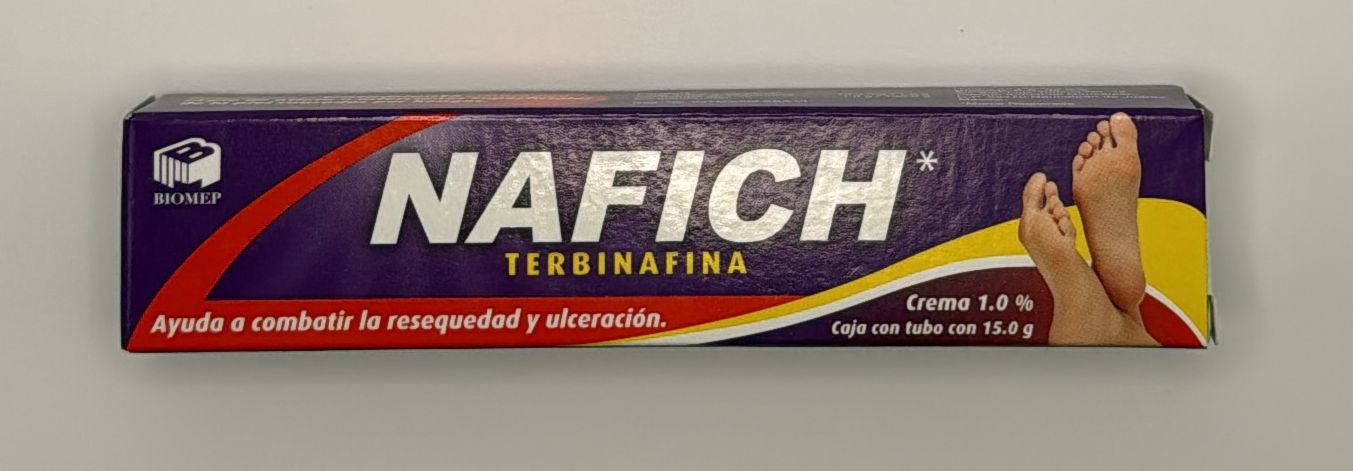 BIOMEP
NAFICH*
TERBINAFINA
Ayuda a combatir la resequedad y ulceración.
Crema 1.0 %
Caja con tubo con 15.0 g